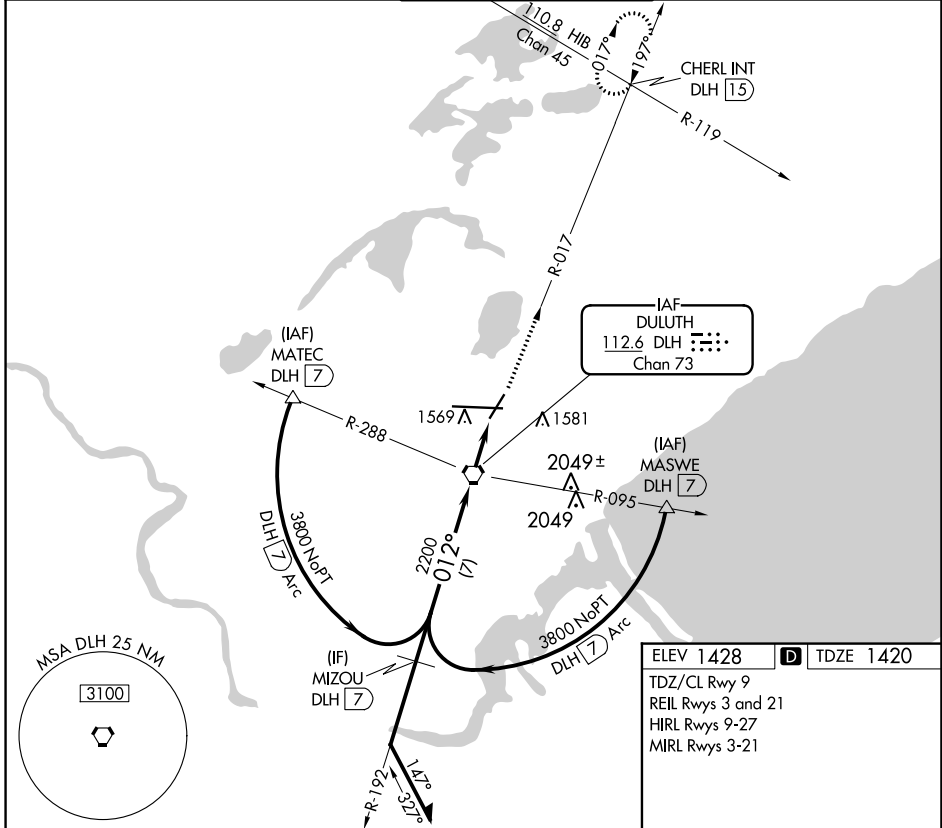 110.8 HIB
Chan 45
017°
197°
CHERL INT
DLH 15
R-119
R-017
IAF
DULUTH
112.6 DLH
Chan 73
(IAF)
MATEC
DLH 7
R-288
1569
1581
2049±
2049
R-095
(IAF)
MASWE
DLH 7
3800 NoPT
DLH 7 Arc
2200
012°
(7)
3800 NoPT
DLH 7 Arc
(IF)
MIZOU
DLH 7
R-192
147°
327°
MSA DLH 25 NM
3100
ELEV 1428 D TDZE 1420
TDZ/CL Rwy 9
REIL Rwys 3 and 21
HIRL Rwys 9-27
MIRL Rwys 3-21